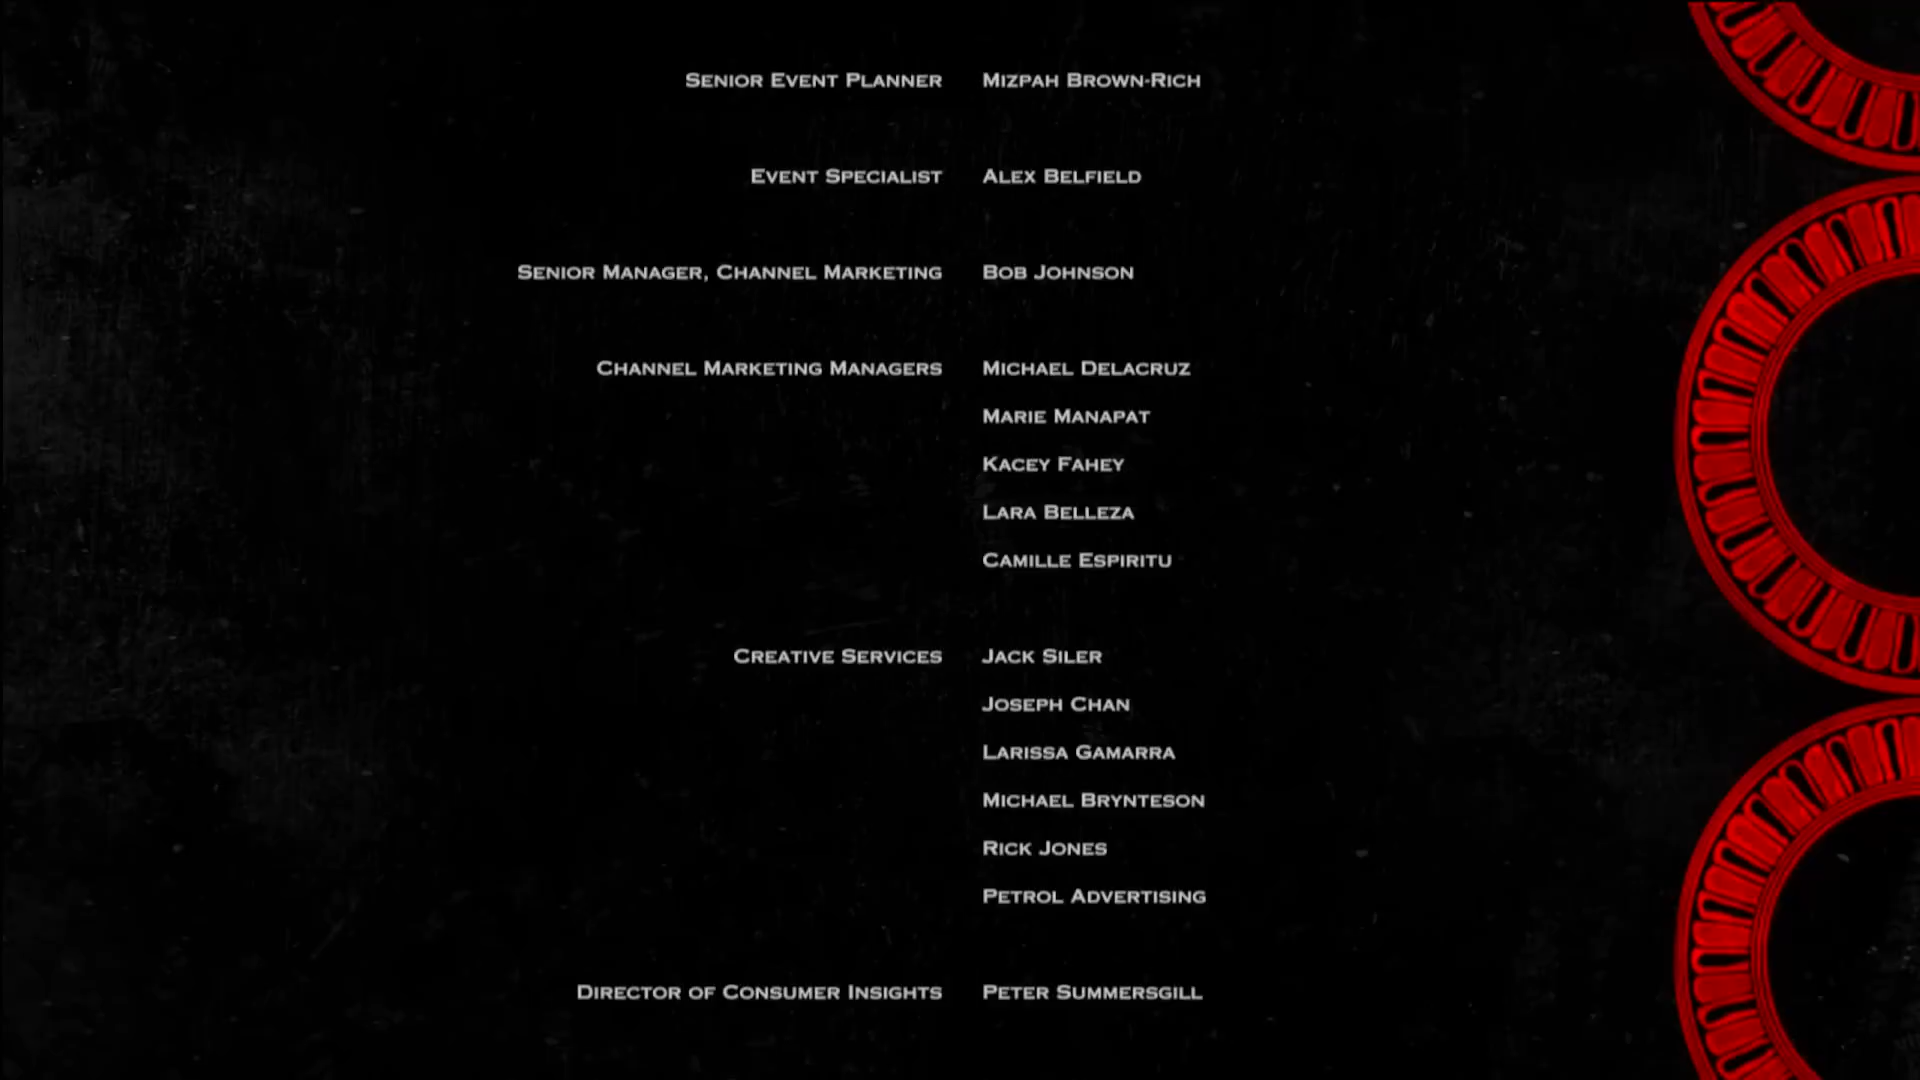 Senior Event Planner Mizpah Brown-Rich
Event Specialist Alex Belfield
Senior Manager, Channel Marketing Bob Johnson
Channel Marketing Managers Michael Delacruz
Marie Manapat
Kacey Fahey
Lara Belleza
Camille Espiritu
Creative Services Jack Siler
Joseph Chan
Larissa Gamarra
Michael Brynteson
Rick Jones
Petrol Advertising
Director of Consumer Insights Peter Summersgill